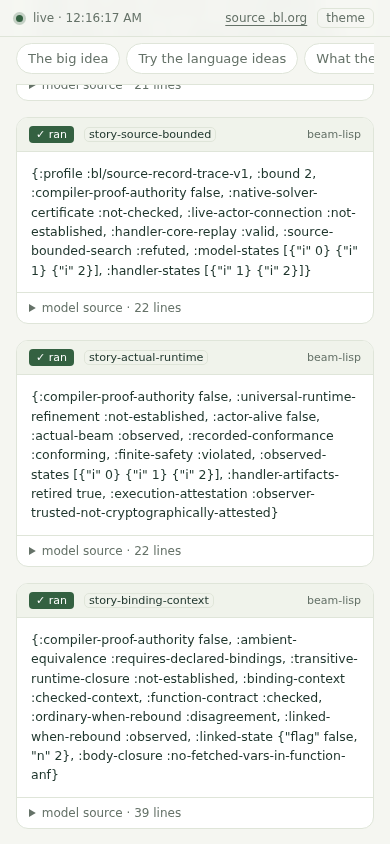 live · 12:16:17 AM source .bl.org theme
The big idea Try the language ideas What the
model source · 21 lines
✓ ran story-source-bounded beam-lisp
{:profile :bl/source-record-trace-v1, :bound 2,
:compiler-proof-authority false, :native-solver-
certificate :not-checked, :live-actor-connection :not-
established, :handler-core-replay :valid, :source-
bounded-search :refuted, :model-states [{"i" 0} {"i"
1} {"i" 2}], :handler-states [{"i" 1} {"i" 2}]}
▶ model source · 22 lines
✓ ran story-actual-runtime beam-lisp
{:compiler-proof-authority false, :universal-runtime-
refinement :not-established, :actor-alive false,
:actual-beam :observed, :recorded-conformance
:conforming, :finite-safety :violated, :observed-
states [{"i" 0} {"i" 1} {"i" 2}], :handler-artifacts-
retired true, :execution-attestation :observer-
trusted-not-cryptographically-attested}
▶ model source · 22 lines
✓ ran story-binding-context beam-lisp
{:compiler-proof-authority false, :ambient-
equivalence :requires-declared-bindings, :transitive-
runtime-closure :not-established, :binding-context
:checked-context, :function-contract :checked,
:ordinary-when-rebound :disagreement, :linked-
when-rebound :observed, :linked-state {"flag" false,
"n" 2}, :body-closure :no-fetched-vars-in-function-
anf}
▶ model source · 39 lines